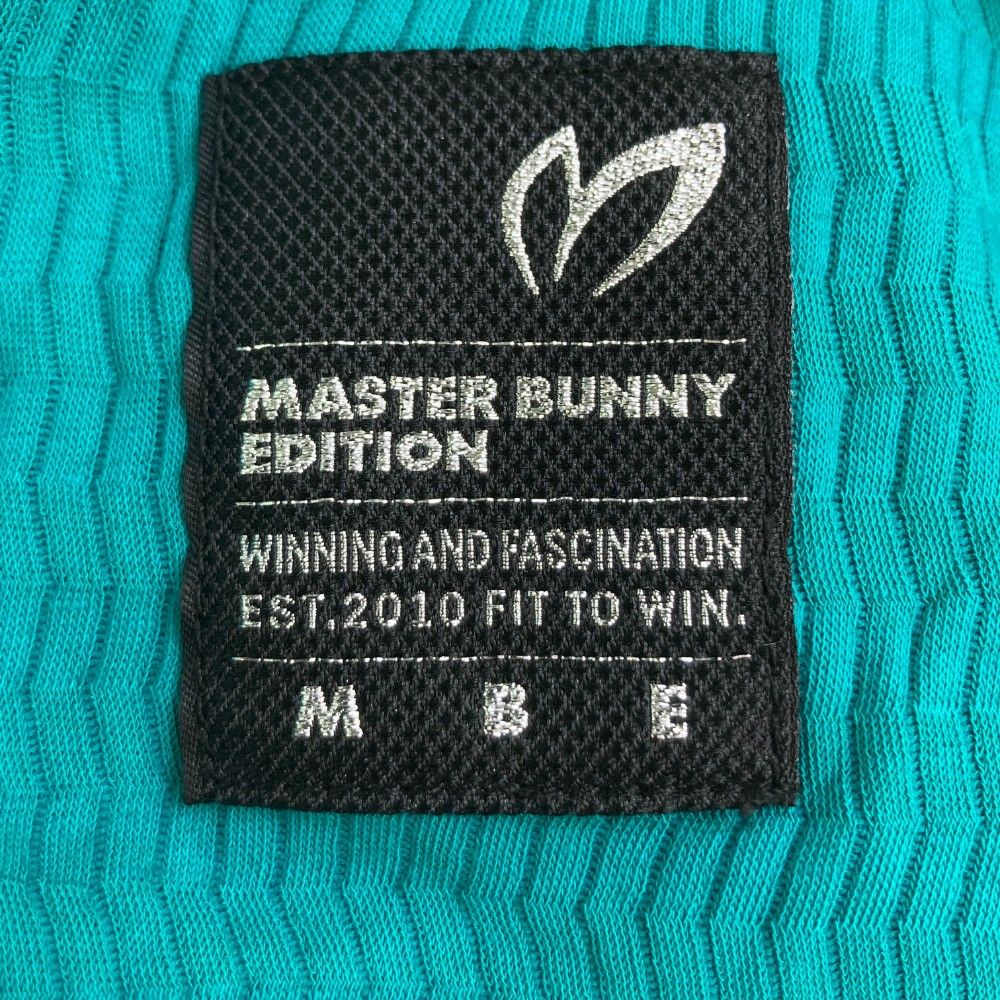 MASTER BUNNY
EDITION
WINNING AND FASCINATION
EST.2010 FIT TO WIN.
M B E